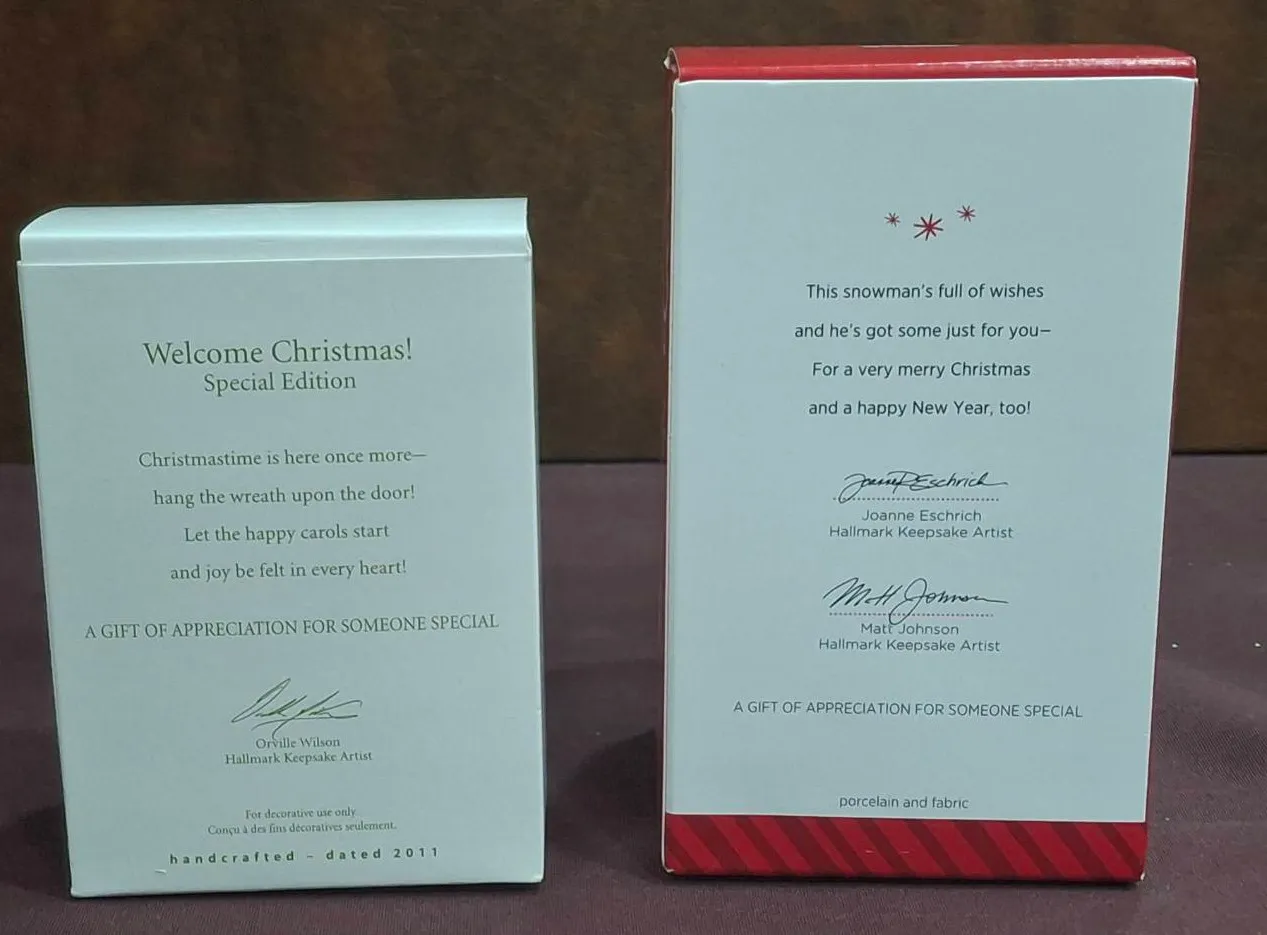 Welcome Christmas!
Special Edition
Christmastime is here once more—
hang the wreath upon the door!
Let the happy carols start
and joy be felt in every heart!
A GIFT OF APPRECIATION FOR SOMEONE SPECIAL
Orville Wilson
Hallmark Keepsake Artist
For decorative use only
Conçu à des fins décoratives seulement.
handcrafted – dated 2011
This snowman's full of wishes
and he's got some just for you—
For a very merry Christmas
and a happy New Year, too!
Joanne Eschrich
Joanne Eschrich
Hallmark Keepsake Artist
Matt Johnson
Matt Johnson
Hallmark Keepsake Artist
A GIFT OF APPRECIATION FOR SOMEONE SPECIAL
porcelain and fabric